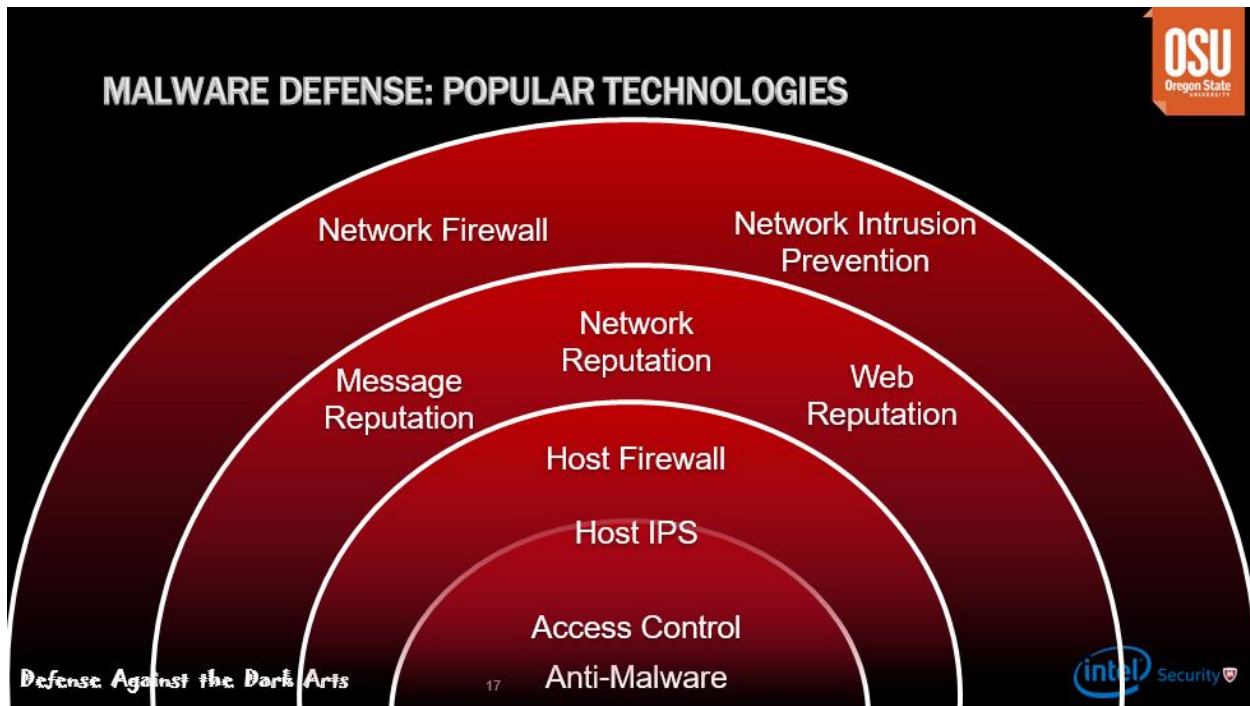 OSU
Oregon State
UNIVERSITY
MALWARE DEFENSE: POPULAR TECHNOLOGIES
Network Firewall
Network Intrusion
Prevention
Network
Reputation
Message
Reputation
Web
Reputation
Host Firewall
Host IPS
Access Control
Anti-Malware
Defense Against the Dark Arts
17
intel Security